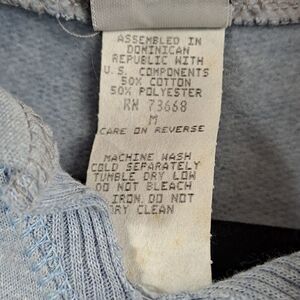 ASSEMBLED IN
DOMINICAN
REPUBLIC WITH
U.S. COMPONENTS
50% COTTON
50% POLYESTER
RN 73668
M
CARE ON REVERSE
MACHINE WASH
COLD SEPARATELY
TUMBLE DRY LOW
DO NOT BLEACH
IRON. DO NOT
DRY CLEAN